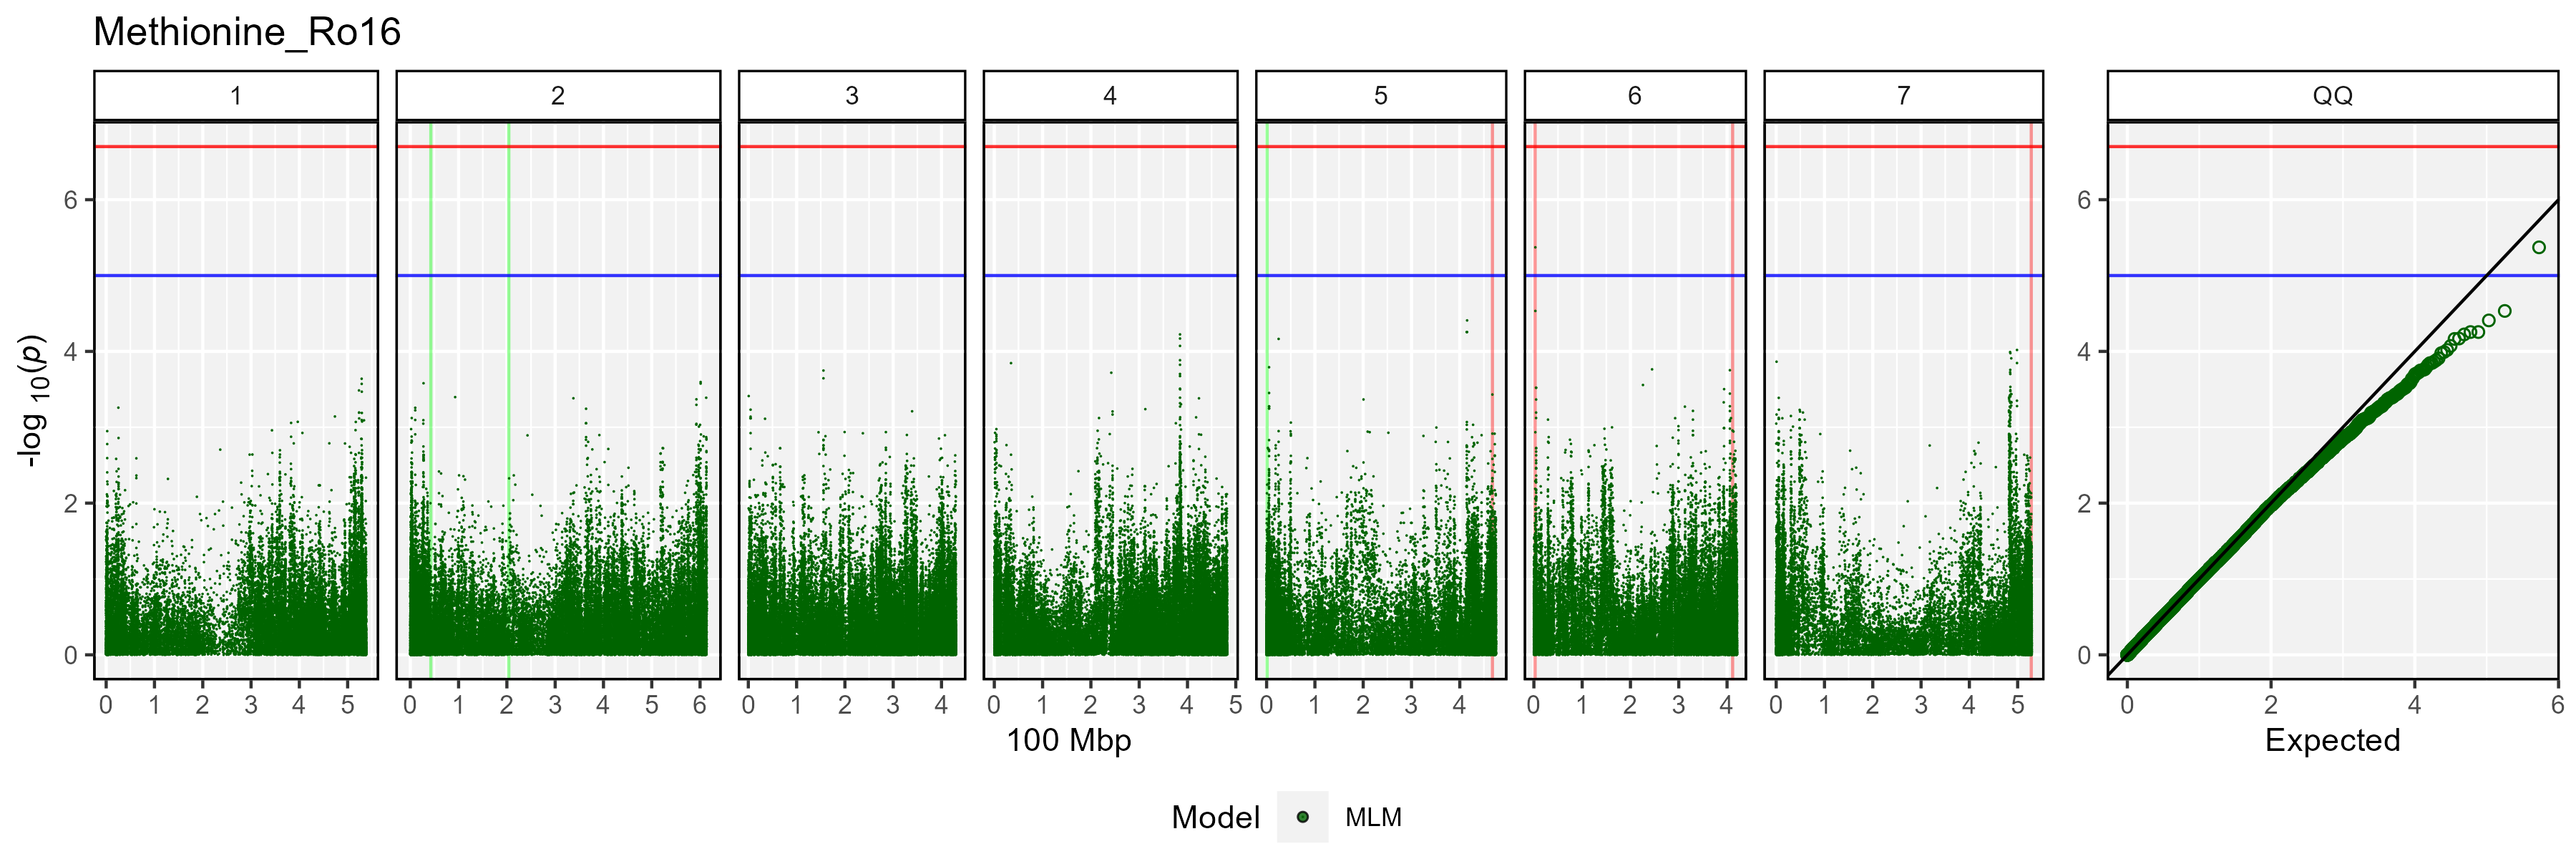 Methionine_Ro16
1 2 3 4 5 6 7 QQ
-log 10(p)
6 6
4 4
2 2
0 0
0 1 2 3 4 5 0 1 2 3 4 5 6 0 1 2 3 4 0 1 2 3 4 5 0 1 2 3 4 0 1 2 3 4 0 1 2 3 4 5 0 2 4 6
100 Mbp Expected
Model MLM